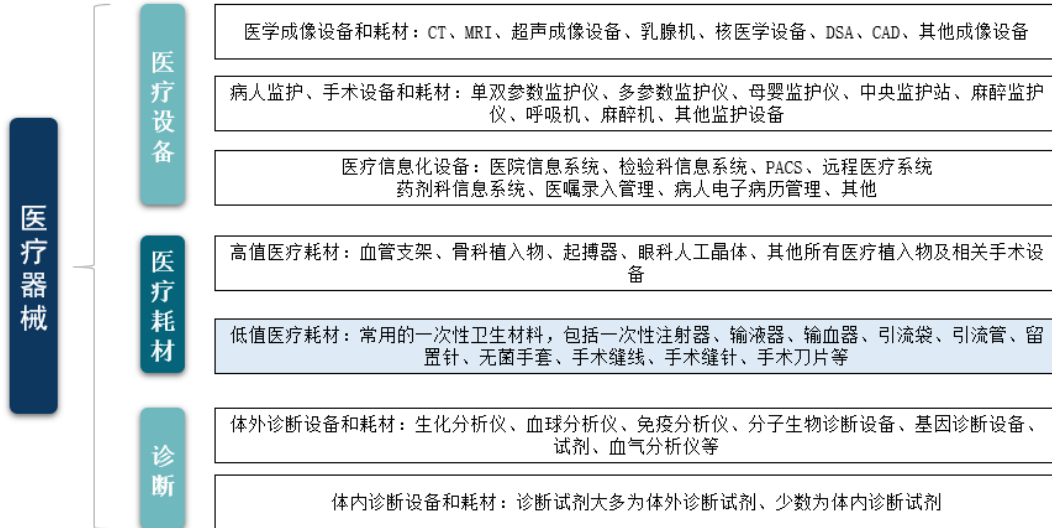 医疗器械
医疗设备
医学成像设备和耗材：CT、MRI、超声成像设备、乳腺机、核医学设备、DSA、CAD、其他成像设备
病人监护、手术设备和耗材：单双参数监护仪、多参数监护仪、母婴监护仪、中央监护站、麻醉监护
仪、呼吸机、麻醉机、其他监护设备
医疗信息化设备：医院信息系统、检验科信息系统、PACS、远程医疗系统
药剂科信息系统、医嘱录入管理、病人电子病历管理、其他
医疗耗材
高值医疗耗材：血管支架、骨科植入物、起搏器、眼科人工晶体、其他所有医疗植入物及相关手术设
备
低值医疗耗材：常用的一次性卫生材料，包括一次性注射器、输液器、输血器、引流袋、引流管、留
置针、无菌手套、手术缝线、手术缝针、手术刀片等
诊断
体外诊断设备和耗材：生化分析仪、血球分析仪、免疫分析仪、分子生物诊断设备、基因诊断设备、
试剂、血气分析仪等
体内诊断设备和耗材：诊断试剂大多为体外诊断试剂、少数为体内诊断试剂